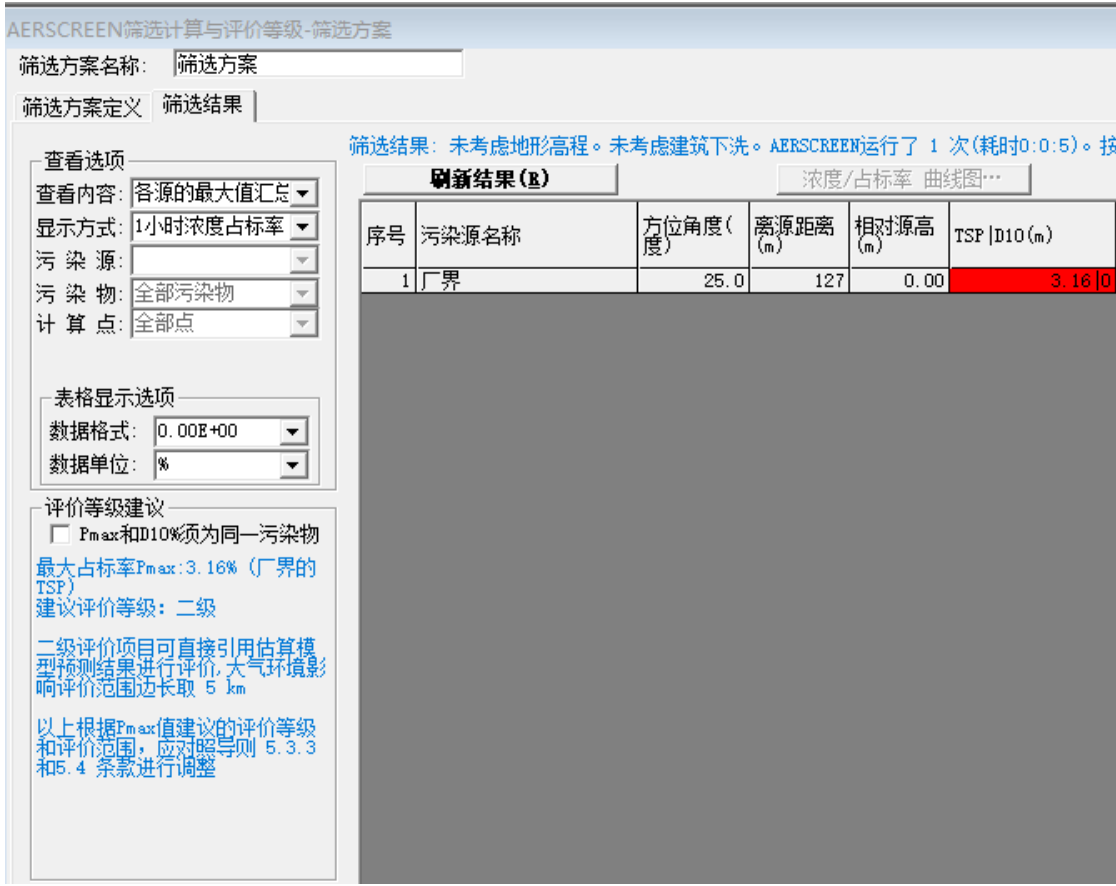 AERSCREEN筛选计算与评价等级-筛选方案
筛选方案名称: 筛选方案
筛选方案定义 筛选结果
筛选结果: 未考虑地形高程。未考虑建筑下洗。AERSCREEN运行了 1 次(耗时0:0:5)。按
查看选项
查看内容: 各源的最大值汇总
显示方式: 1小时浓度占标率
污 染 源:
污 染 物: 全部污染物
计 算 点: 全部点
表格显示选项
数据格式: 0.00E+00
数据单位: %
评价等级建议
Pmax和D10%须为同一污染物
最大占标率Pmax:3.16% (厂界的
TSP)
建议评价等级: 二级
二级评价项目可直接引用估算模
型预测结果进行评价,大气环境影
响评价范围边长取 5 km
以上根据Pmax值建议的评价等级
和评价范围, 应对照导则 5.3.3
和5.4 条款进行调整
刷新结果(R) 浓度/占标率 曲线图…
序号 污染源名称 方位角度(度) 离源距离(m) 相对源高(m) TSP|D10(m)
1 厂界 25.0 127 0.00 3.16|0